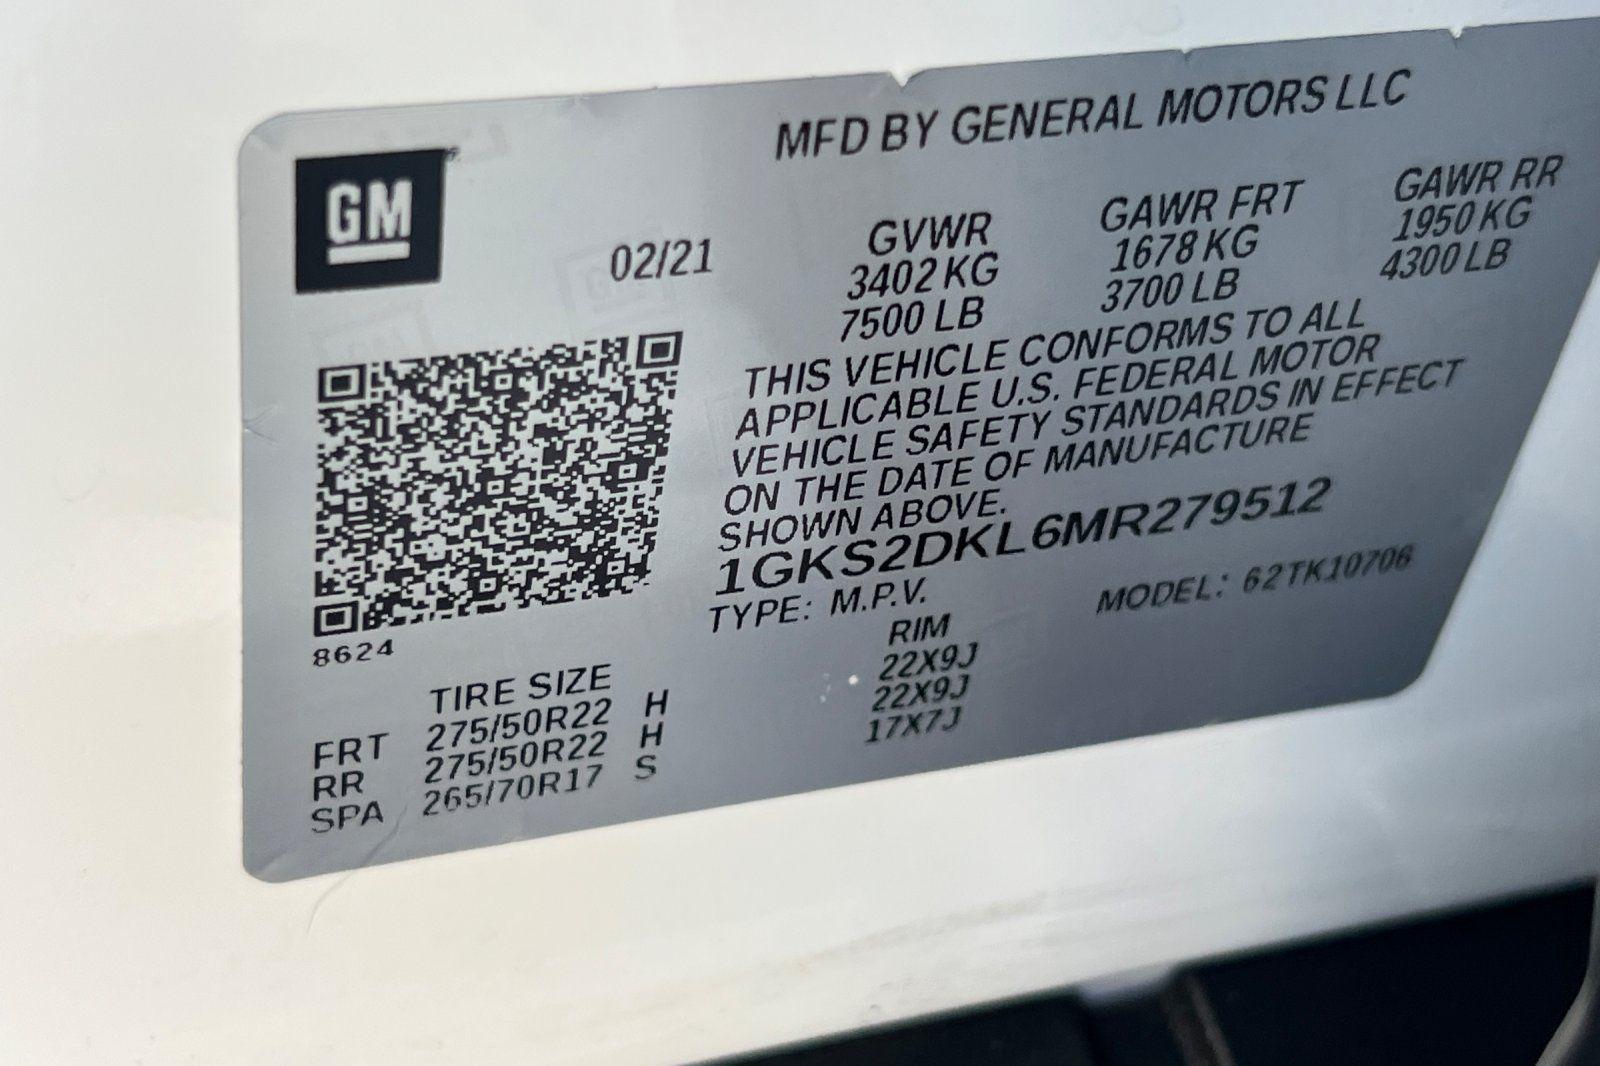 MFD BY GENERAL MOTORS LLC
GM
02/21
GVWR GAWR FRT GAWR RR
3402 KG 1678 KG 1950 KG
7500 LB 3700 LB 4300 LB
THIS VEHICLE CONFORMS TO ALL
APPLICABLE U.S. FEDERAL MOTOR
VEHICLE SAFETY STANDARDS IN EFFECT
ON THE DATE OF MANUFACTURE
SHOWN ABOVE.
1GKS2DKL6MR279512
TYPE: M.P.V. MODEL: 62TK10706
8624
TIRE SIZE RIM
FRT 275/50R22 H 22X9J
RR 275/50R22 H 22X9J
SPA 265/70R17 S 17X7J